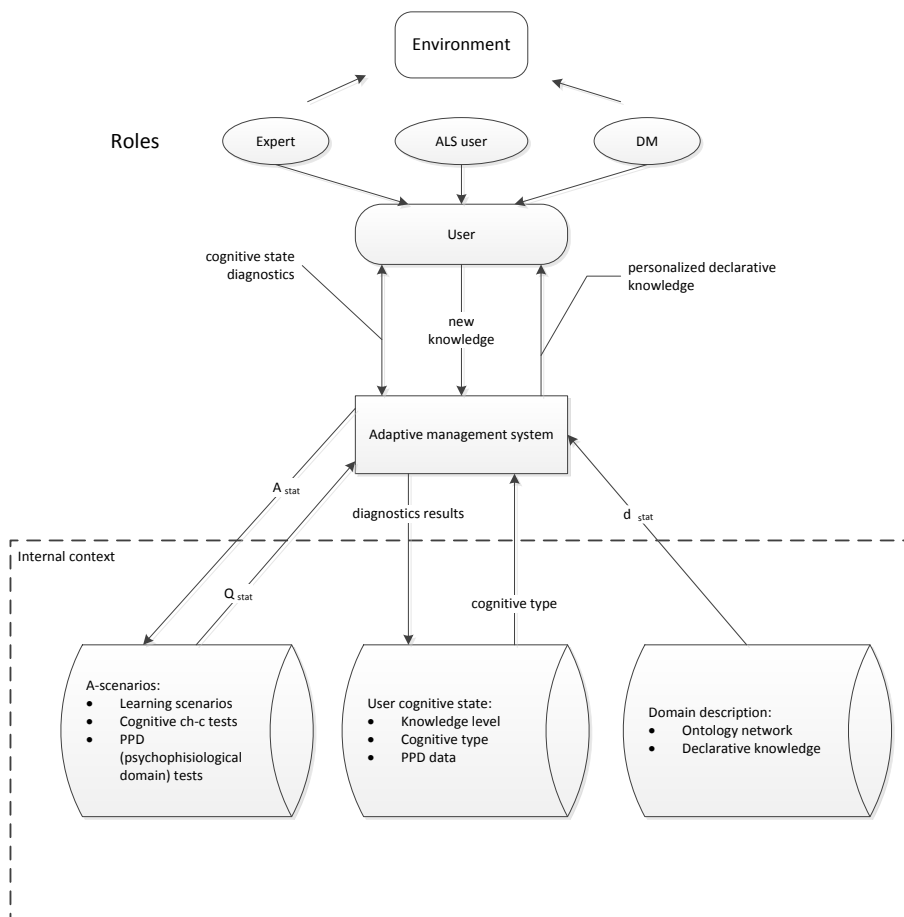 Environment
Roles
Expert
ALS user
DM
User
cognitive state
diagnostics
personalized declarative
knowledge
new
knowledge
Adaptive management system
A stat
diagnostics results
d stat
Internal context
Q stat
cognitive type
A-scenarios:
• Learning scenarios
• Cognitive ch-c tests
• PPD
(psychophisiological
domain) tests
User cognitive state:
• Knowledge level
• Cognitive type
• PPD data
Domain description:
• Ontology network
• Declarative knowledge